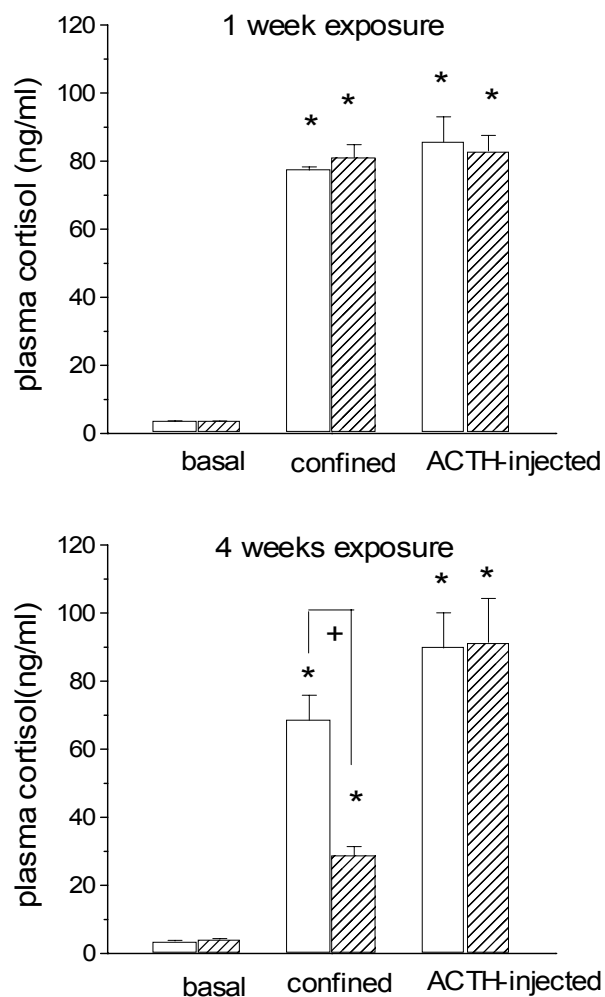 1 week exposure
120
100
80
60
40
20
0
plasma cortisol (ng/ml)
* * * *
basal confined ACTH-injected
4 weeks exposure
120
100
80
60
40
20
0
plasma cortisol(ng/ml)
* * * *
+
basal confined ACTH-injected